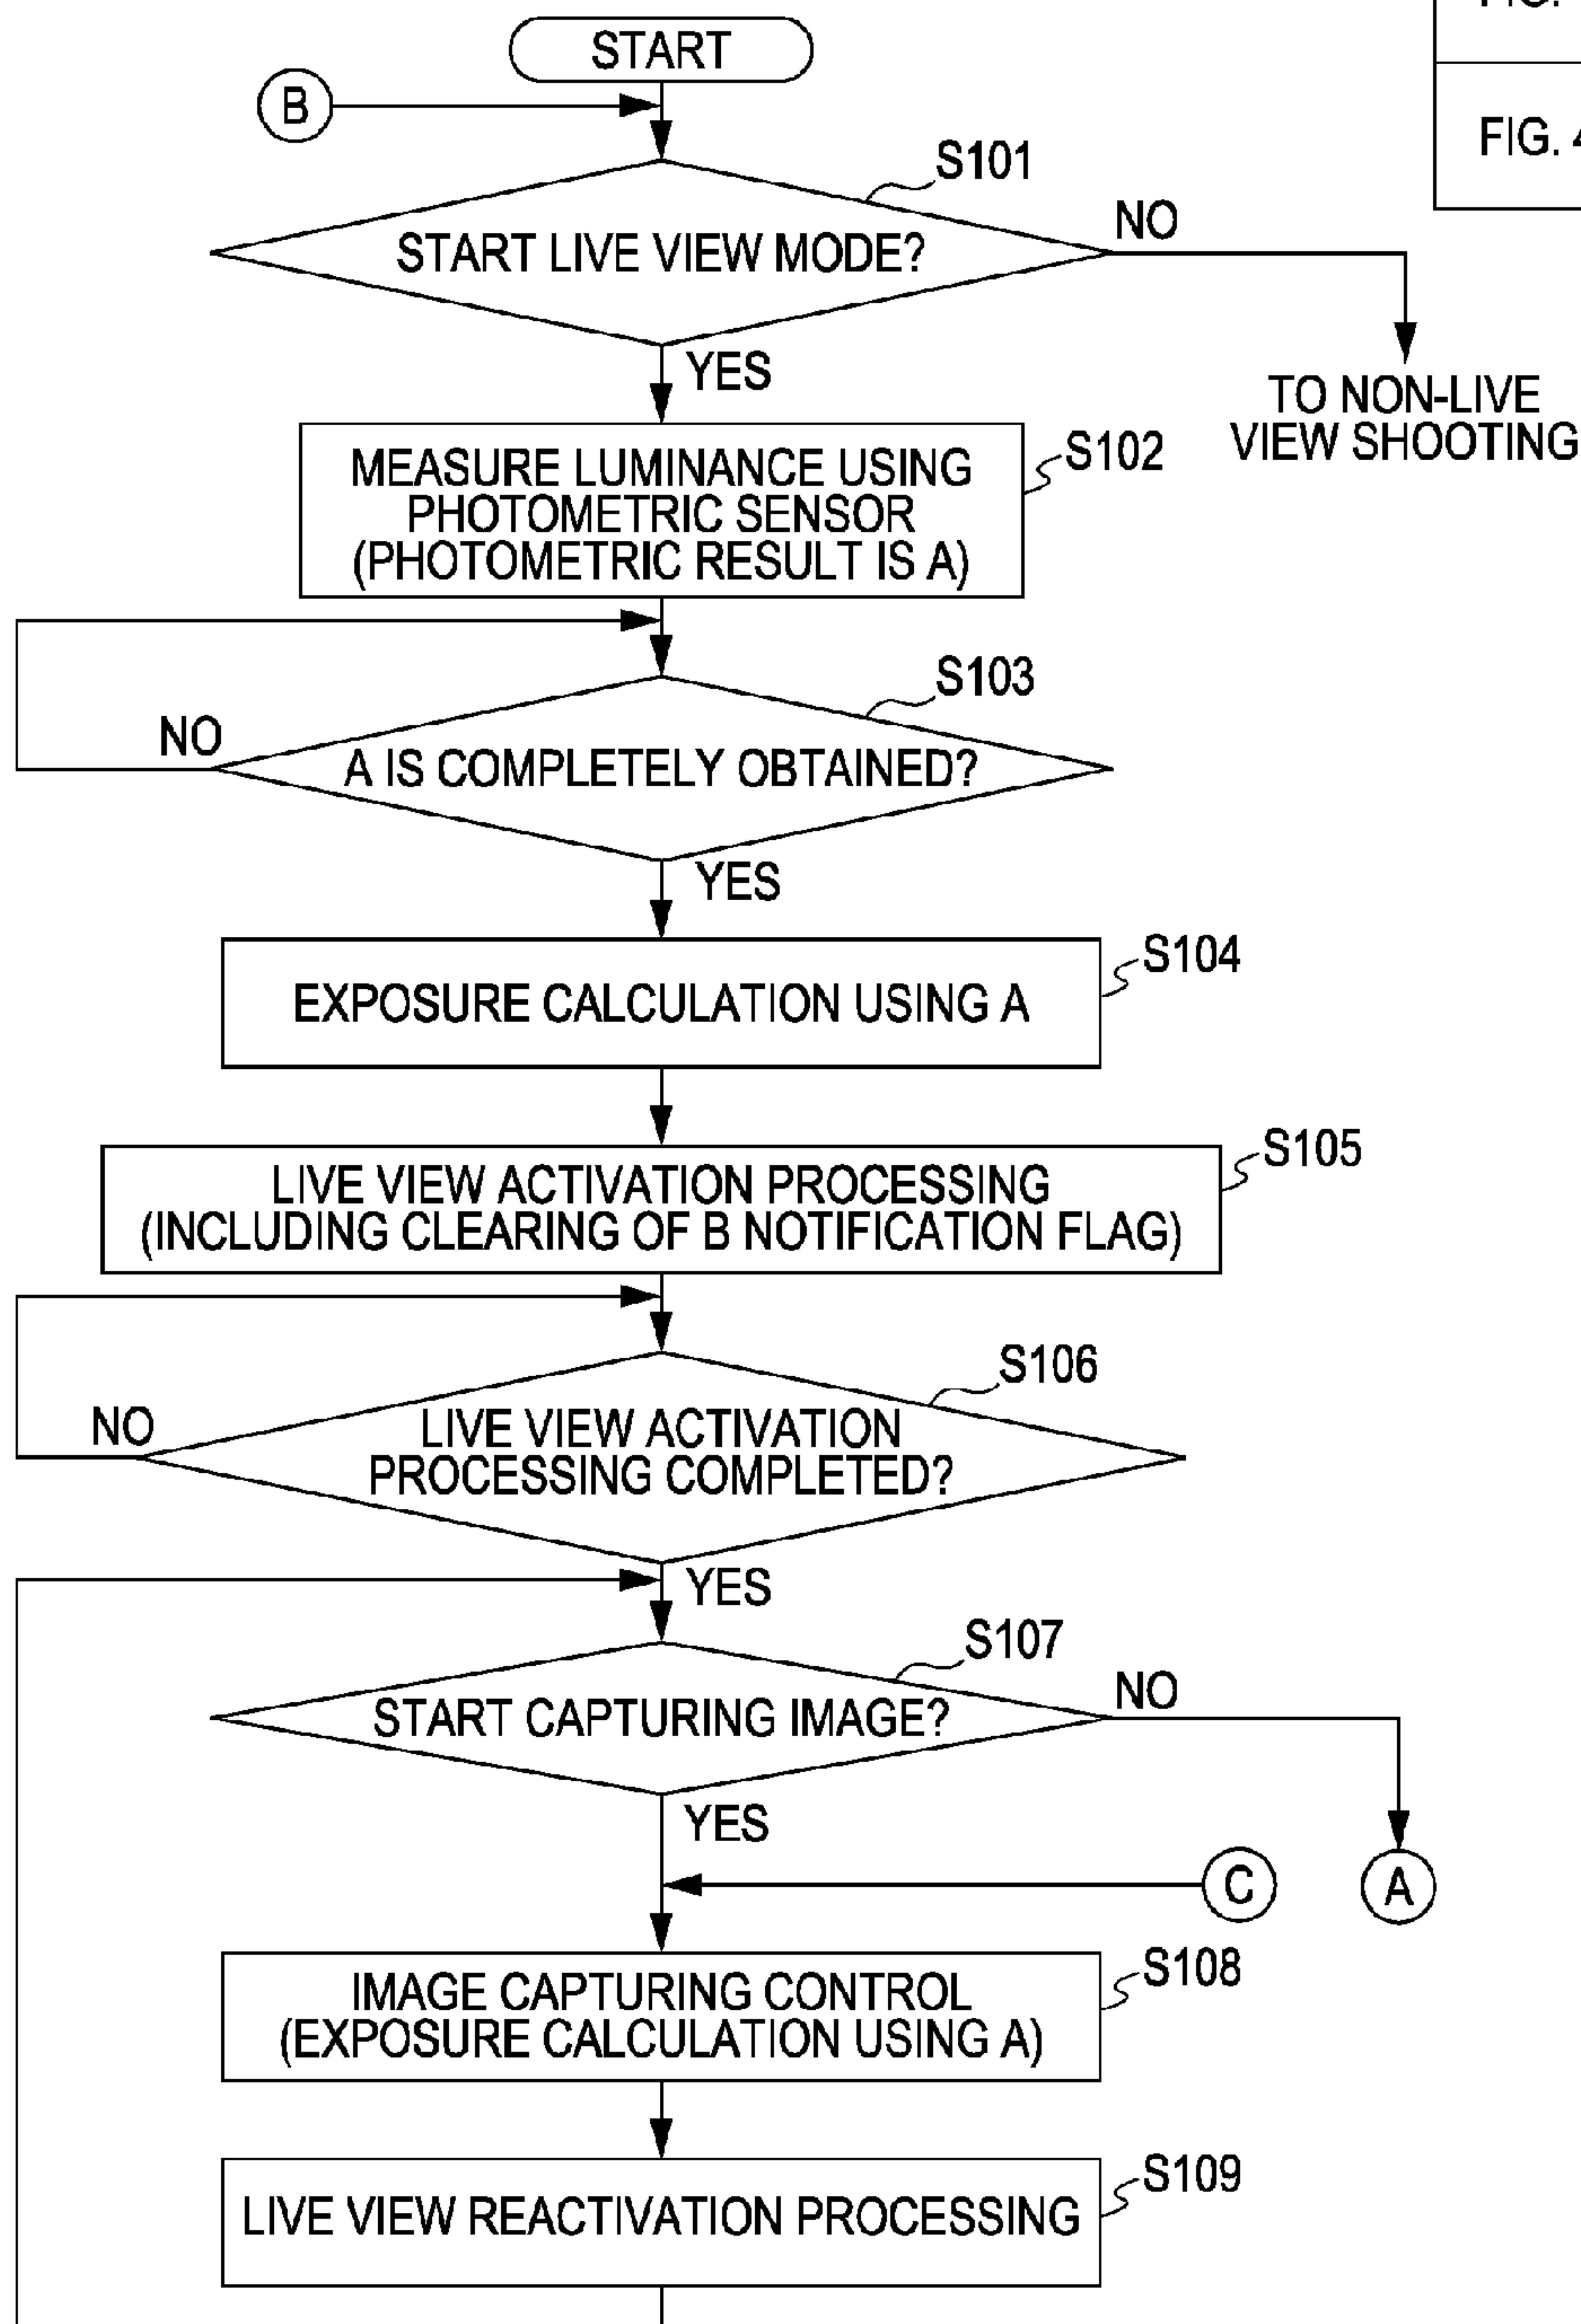 START
B
S101
START LIVE VIEW MODE?
NO
YES
TO NON-LIVE
VIEW SHOOTING
MEASURE LUMINANCE USING
PHOTOMETRIC SENSOR
(PHOTOMETRIC RESULT IS A)
S102
S103
NO
A IS COMPLETELY OBTAINED?
YES
S104
EXPOSURE CALCULATION USING A
S105
LIVE VIEW ACTIVATION PROCESSING
(INCLUDING CLEARING OF B NOTIFICATION FLAG)
S106
NO
LIVE VIEW ACTIVATION
PROCESSING COMPLETED?
YES
S107
START CAPTURING IMAGE?
NO
YES
C
A
S108
IMAGE CAPTURING CONTROL
(EXPOSURE CALCULATION USING A)
S109
LIVE VIEW REACTIVATION PROCESSING
FIG.
FIG. 4